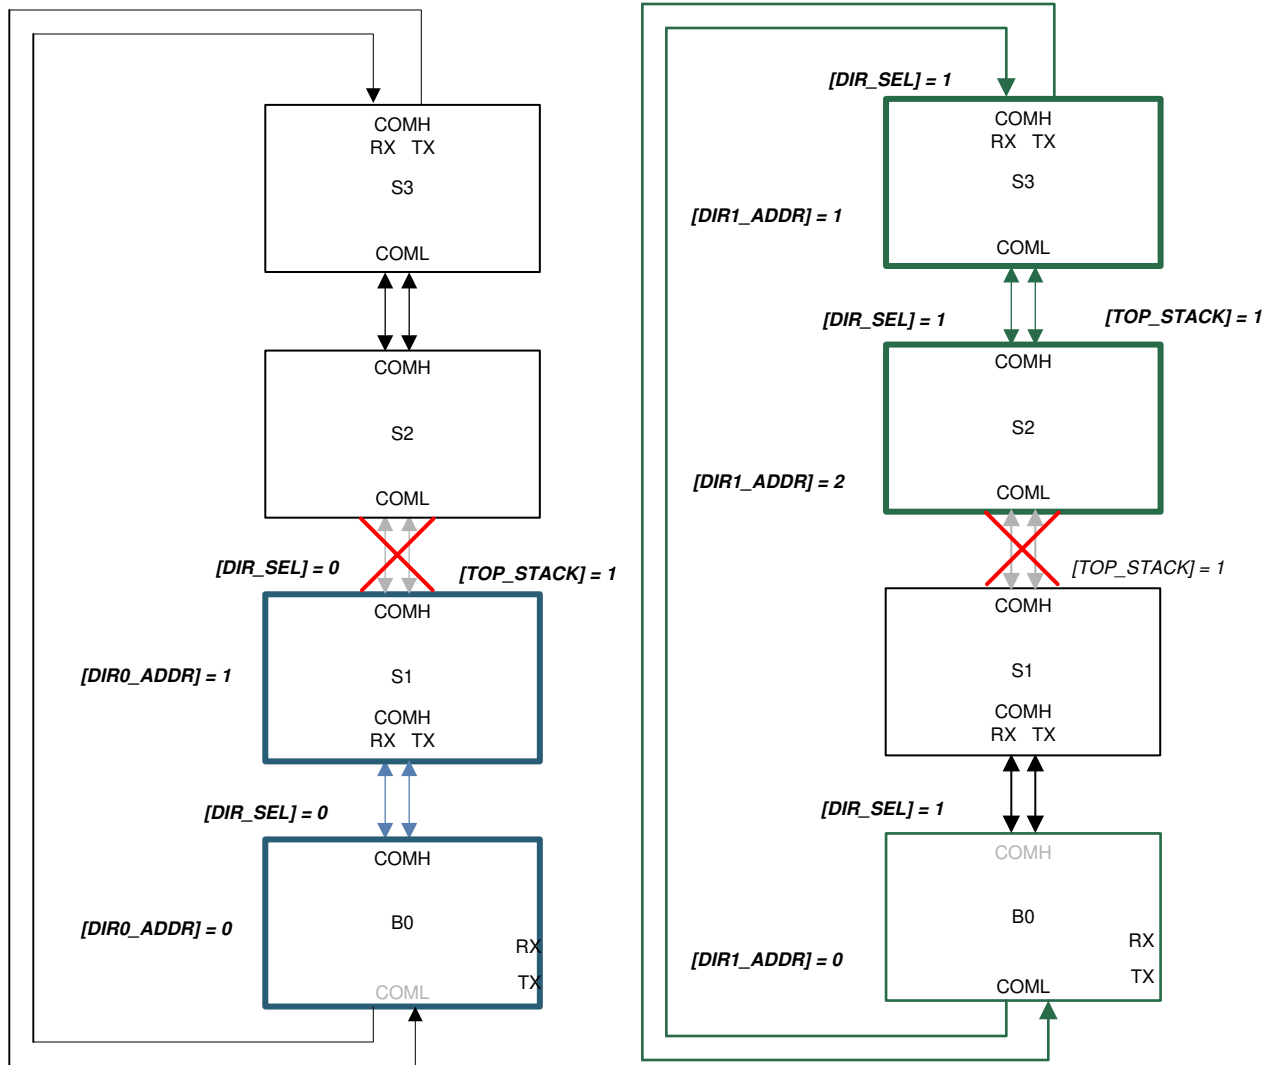 COMH
RX TX
S3
COML
COMH
S2
COML
[DIR_SEL] = 0
[TOP_STACK] = 1
COMH
[DIR0_ADDR] = 1
S1
COMH
RX TX
[DIR_SEL] = 0
COMH
[DIR0_ADDR] = 0
B0
RX
TX
COML
[DIR_SEL] = 1
COMH
RX TX
S3
[DIR1_ADDR] = 1
COML
[DIR_SEL] = 1
[TOP_STACK] = 1
COMH
S2
[DIR1_ADDR] = 2
COML
[TOP_STACK] = 1
COMH
S1
COMH
RX TX
[DIR_SEL] = 1
COMH
B0
RX
[DIR1_ADDR] = 0
TX
COML